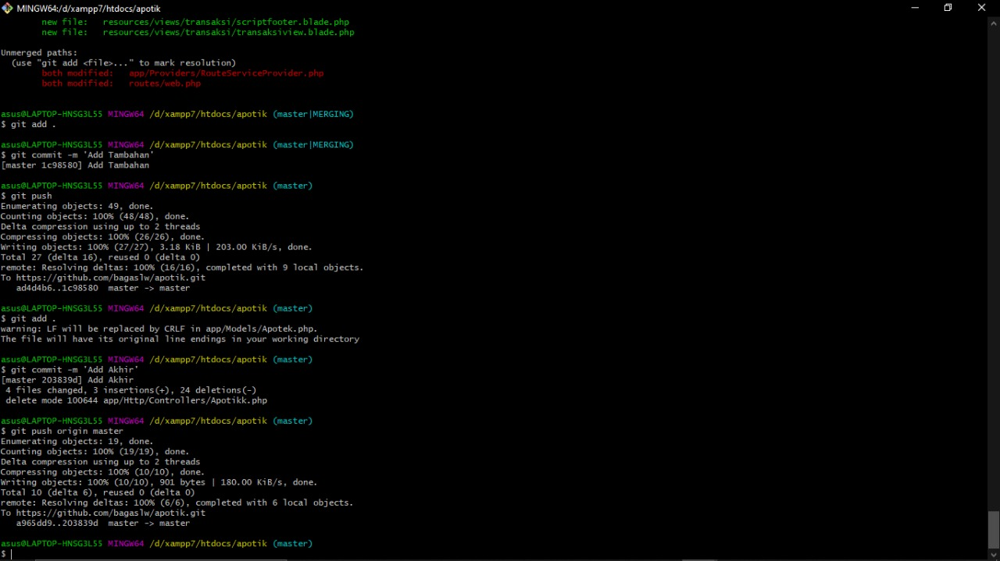 MINGW64:/d/xampp7/htdocs/apotik
new file:   resources/views/transaksi/scriptfooter.blade.php
new file:   resources/views/transaksi/transaksiview.blade.php
Unmerged paths:
(use "git add <file>..." to mark resolution)
both modified:   app/Providers/RouteServiceProvider.php
both modified:   routes/web.php
asus@LAPTOP-HNSG3L55 MINGW64 /d/xampp7/htdocs/apotik (master|MERGING)
$ git add .
asus@LAPTOP-HNSG3L55 MINGW64 /d/xampp7/htdocs/apotik (master|MERGING)
$ git commit -m 'Add Tambahan'
[master 1c98580] Add Tambahan
asus@LAPTOP-HNSG3L55 MINGW64 /d/xampp7/htdocs/apotik (master)
$ git push
Enumerating objects: 49, done.
Counting objects: 100% (48/48), done.
Delta compression using up to 2 threads
Compressing objects: 100% (26/26), done.
Writing objects: 100% (27/27), 3.18 KiB | 203.00 KiB/s, done.
Total 27 (delta 16), reused 0 (delta 0)
remote: Resolving deltas: 100% (16/16), completed with 9 local objects.
To https://github.com/bagaslw/apotik.git
ad4d4b6..1c98580  master -> master
asus@LAPTOP-HNSG3L55 MINGW64 /d/xampp7/htdocs/apotik (master)
$ git add .
warning: LF will be replaced by CRLF in app/Models/Apotek.php.
The file will have its original line endings in your working directory
asus@LAPTOP-HNSG3L55 MINGW64 /d/xampp7/htdocs/apotik (master)
$ git commit -m 'Add Akhir'
[master 203839d] Add Akhir
4 files changed, 3 insertions(+), 24 deletions(-)
delete mode 100644 app/Http/Controllers/Apotikk.php
asus@LAPTOP-HNSG3L55 MINGW64 /d/xampp7/htdocs/apotik (master)
$ git push origin master
Enumerating objects: 19, done.
Counting objects: 100% (19/19), done.
Delta compression using up to 2 threads
Compressing objects: 100% (10/10), done.
Writing objects: 100% (10/10), 901 bytes | 180.00 KiB/s, done.
Total 10 (delta 6), reused 0 (delta 0)
remote: Resolving deltas: 100% (6/6), completed with 6 local objects.
To https://github.com/bagaslw/apotik.git
a965dd9..203839d  master -> master
asus@LAPTOP-HNSG3L55 MINGW64 /d/xampp7/htdocs/apotik (master)
$